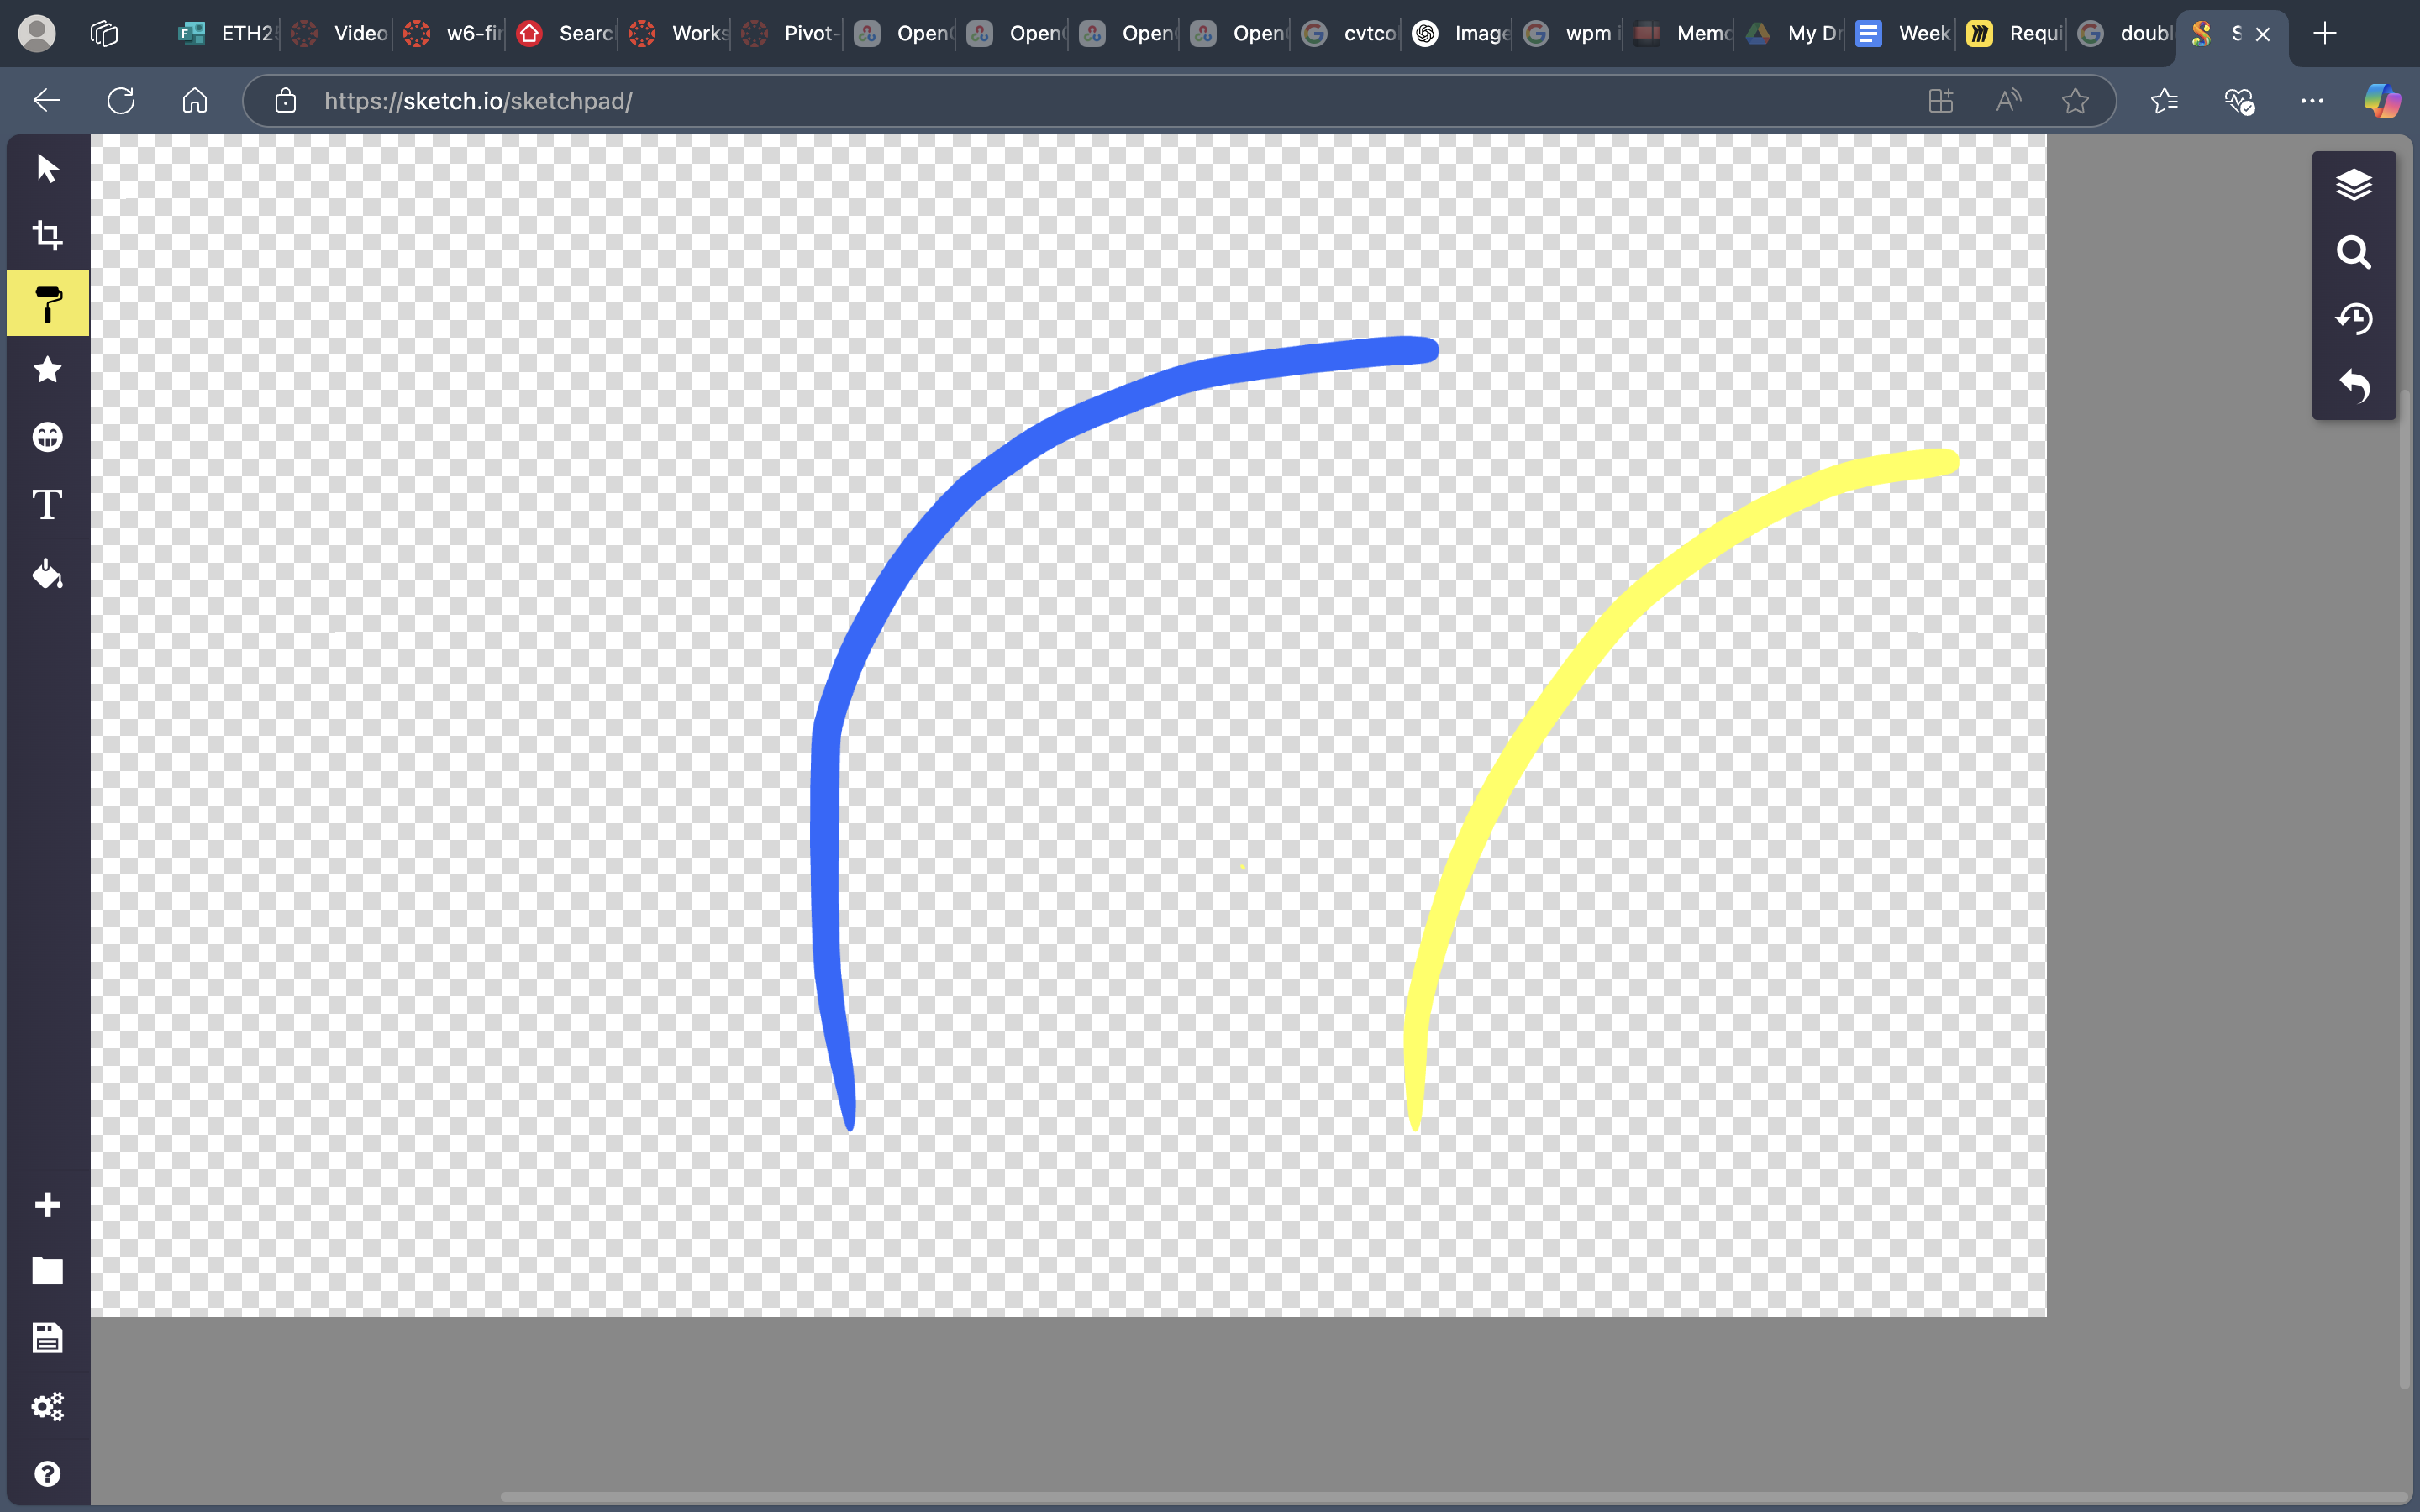 ETH2
Video
w6-fir
Searc
Works
Pivot-
Open
Open
Open
Open
cvtco
Image
wpm i
Memo
My Dr
Week
Requi
doubl
S
https://sketch.io/sketchpad/
T